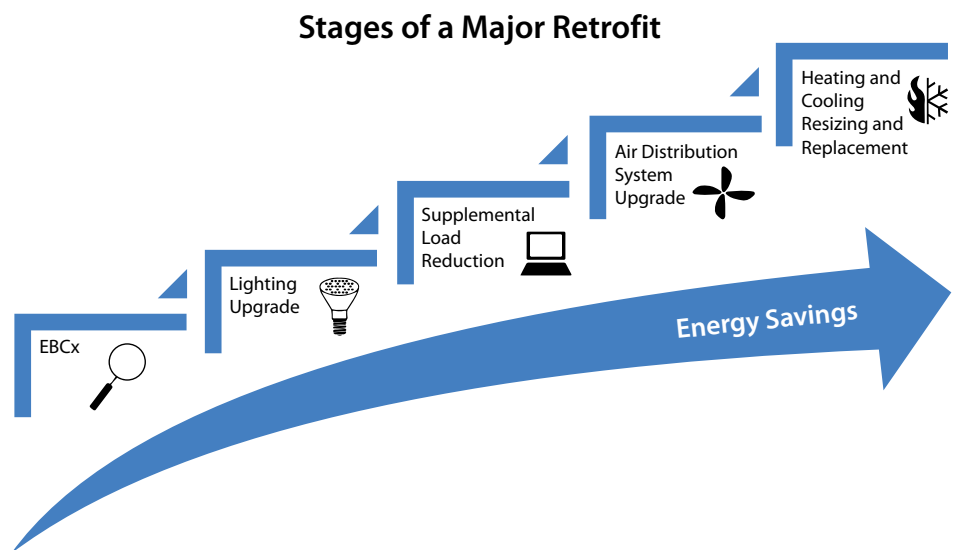 Stages of a Major Retrofit
EBCx
Lighting
Upgrade
Supplemental
Load
Reduction
Air Distribution
System
Upgrade
Heating and
Cooling
Resizing and
Replacement
Energy Savings